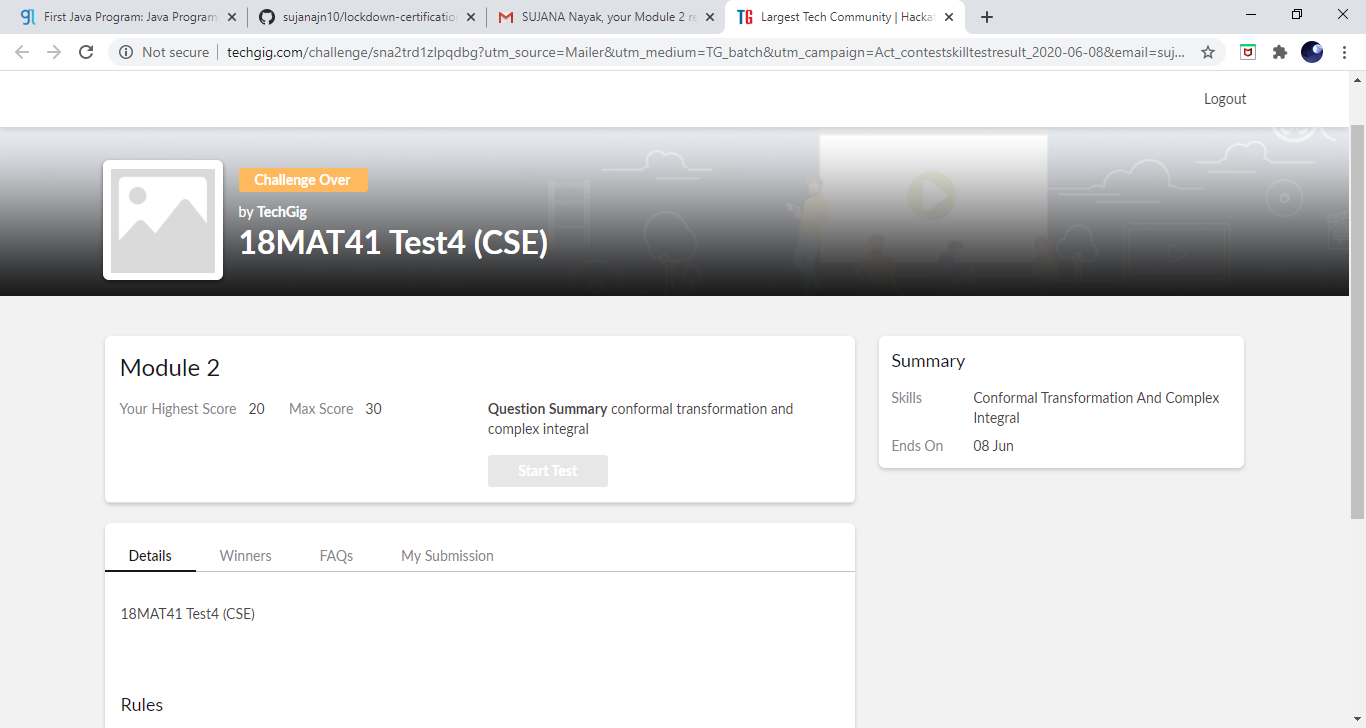 First Java Program: Java Program
sujanajn10/lockdown-certificatio
SUJANA Nayak, your Module 2 re
TG Largest Tech Community | Hacka
Not secure | techgig.com/challenge/sna2trd1zlpqdbg?utm_source=Mailer&utm_medium=TG_batch&utm_campaign=Act_contestskilltestresult_2020-06-08&email=suj...
Logout
Challenge Over
by TechGig
18MAT41 Test4 (CSE)
Module 2
Your Highest Score 20 Max Score 30
Question Summary conformal transformation and
complex integral
Start Test
Summary
Skills Conformal Transformation And Complex
Integral
Ends On 08 Jun
Details Winners FAQs My Submission
18MAT41 Test4 (CSE)
Rules